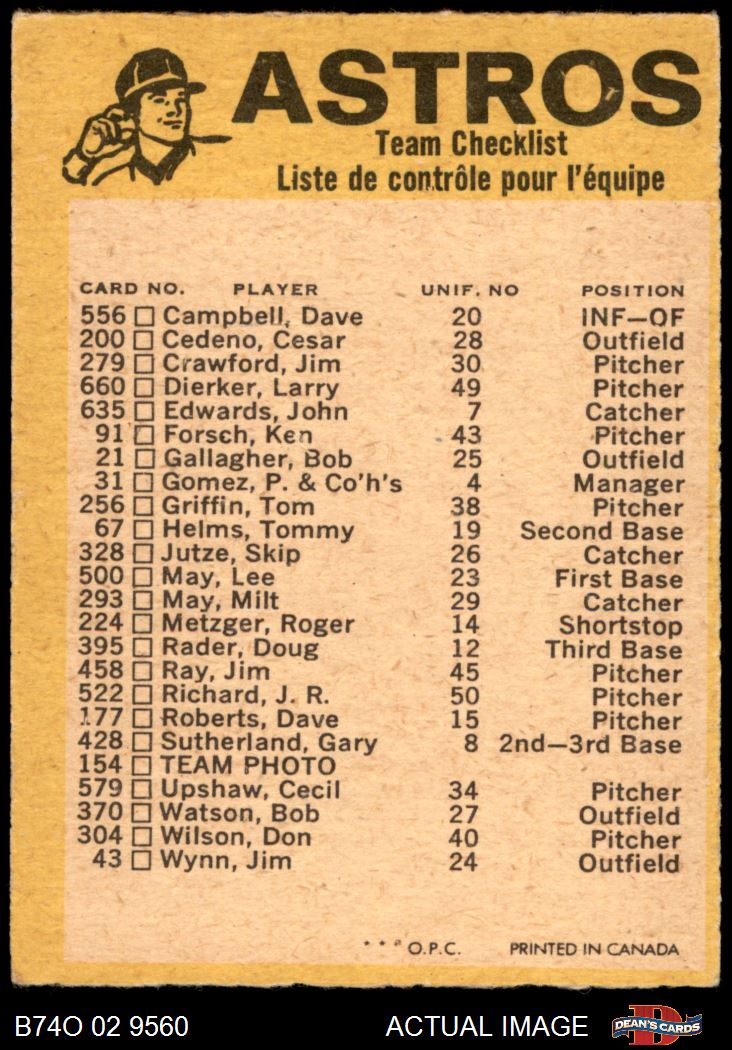 ASTROS
Team Checklist
Liste de contrôle pour l'équipe
CARD NO. PLAYER UNIF. NO POSITION
556 Campbell, Dave 20 INF—OF
200 Cedeno, Cesar 28 Outfield
279 Crawford, Jim 30 Pitcher
660 Dierker, Larry 49 Pitcher
635 Edwards, John 7 Catcher
91 Forsch, Ken 43 Pitcher
21 Gallagher, Bob 25 Outfield
31 Gomez, P. & Co'h's 4 Manager
256 Griffin, Tom 38 Pitcher
67 Helms, Tommy 19 Second Base
328 Jutze, Skip 26 Catcher
500 May, Lee 23 First Base
293 May, Milt 29 Catcher
224 Metzger, Roger 14 Shortstop
395 Rader, Doug 12 Third Base
458 Ray, Jim 45 Pitcher
522 Richard, J. R. 50 Pitcher
177 Roberts, Dave 15 Pitcher
428 Sutherland, Gary 8 2nd—3rd Base
154 TEAM PHOTO
579 Upshaw, Cecil 34 Pitcher
370 Watson, Bob 27 Outfield
304 Wilson, Don 40 Pitcher
43 Wynn, Jim 24 Outfield
***O.P.C. PRINTED IN CANADA
B74O 02 9560 ACTUAL IMAGE DEAN'S CARDS